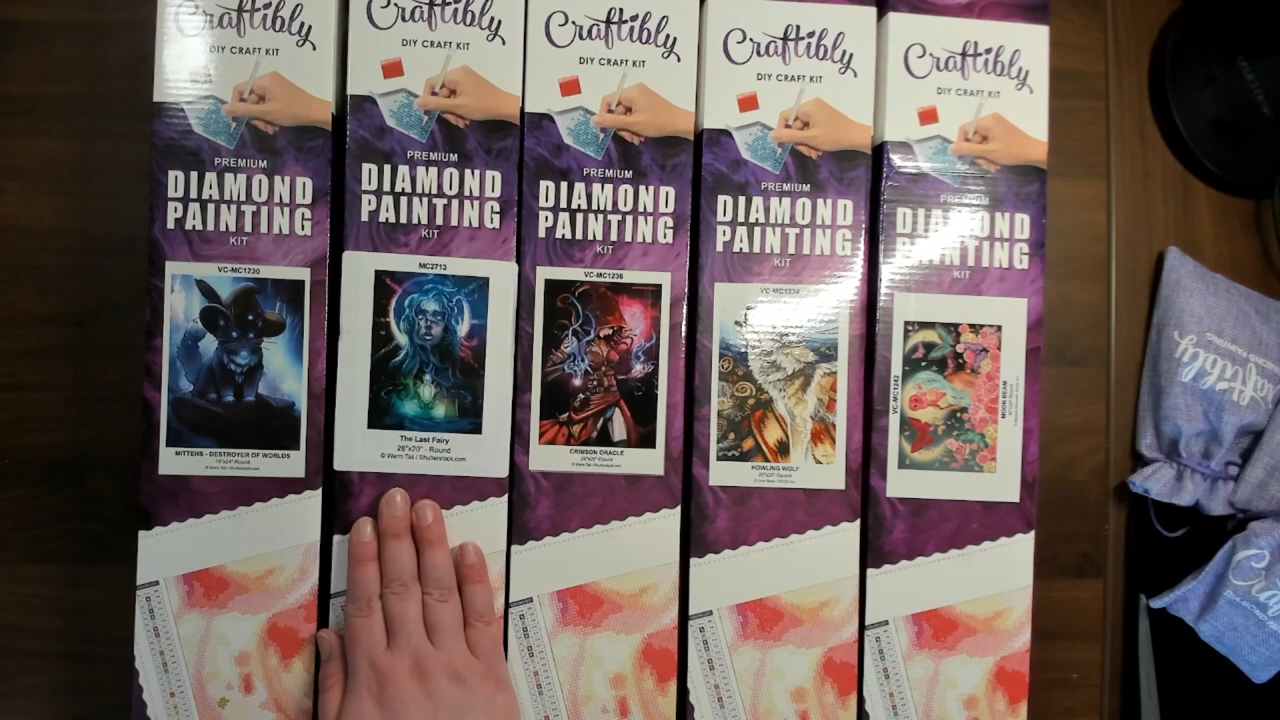 Craftibly
DIY CRAFT KIT
PREMIUM
DIAMOND
PAINTING
KIT
VC-MC1230
MITTENS - DESTROYER OF WORLDS
Craftibly
DIY CRAFT KIT
PREMIUM
DIAMOND
PAINTING
KIT
MC2713
The Last Fairy
26"x20" - Round
© Warm Tail / Shutterstock.com
Craftibly
DIY CRAFT KIT
PREMIUM
DIAMOND
PAINTING
KIT
VC-MC1236
CRIMSON ORACLE
Craftibly
DIY CRAFT KIT
PREMIUM
DIAMOND
PAINTING
KIT
VC-MC1234
HOWLING WOLF
Craftibly
DIY CRAFT KIT
PREMIUM
DIAMOND
PAINTING
KIT
VC-MC1242
MOON BEAM